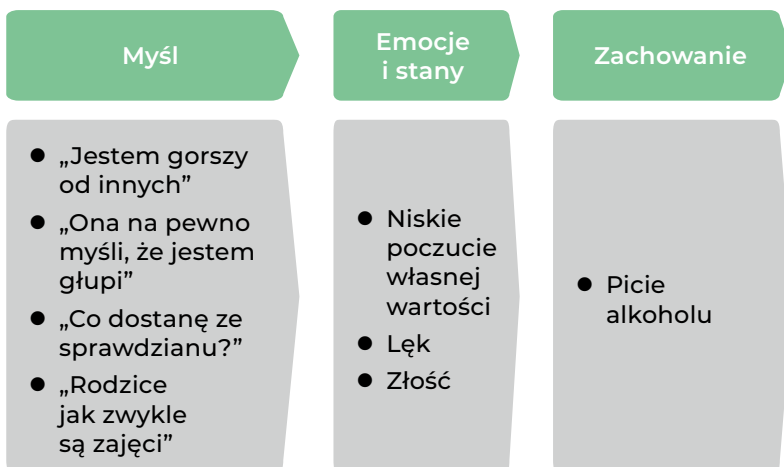 Myśl
Emocje
i stany
Zachowanie
„Jestem gorszy
od innych”
„Ona na pewno
myśli, że jestem
głupi”
„Co dostanę ze
sprawdzianu?”
„Rodzice
jak zwykle
są zajęci”
Niskie
poczucie
własnej
wartości
Lęk
Złość
Picie
alkoholu